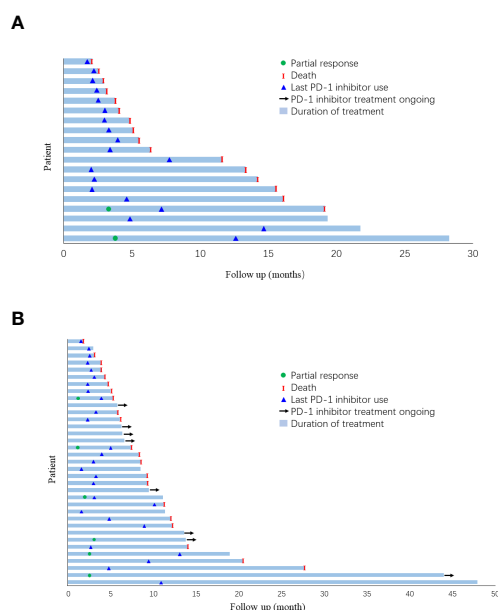 A
Partial response
Death
Last PD-1 inhibitor use
PD-1 inhibitor treatment ongoing
Duration of treatment
Patient
0 5 10 15 20 25 30
Follow up (months)
B
Partial response
Death
Last PD-1 inhibitor use
PD-1 inhibitor treatment ongoing
Duration of treatment
Patient
0 5 10 15 20 25 30 35 40 45 50
Follow up (month)